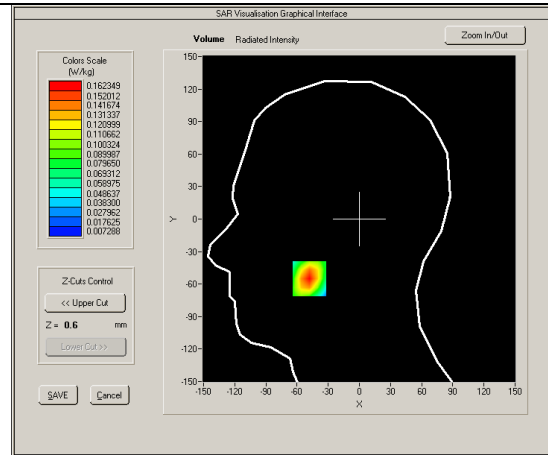 SAR Visualisation Graphical Interface
Volume Radiated Intensity
Zoom In/Out
Colors Scale
(W/kg)
0.162349
0.152012
0.141674
0.131337
0.120999
0.110662
0.100324
0.089987
0.079650
0.069312
0.058975
0.048637
0.038300
0.027962
0.017625
0.007288
Z-Cuts Control
<< Upper Cut
Z = 0.6 mm
Lower Cut >>
SAVE Cancel
150
120
90
60
30
0
-30
-60
-90
-120
-150
Y
-150 -120 -90 -60 -30 0 30 60 90 120 150
X